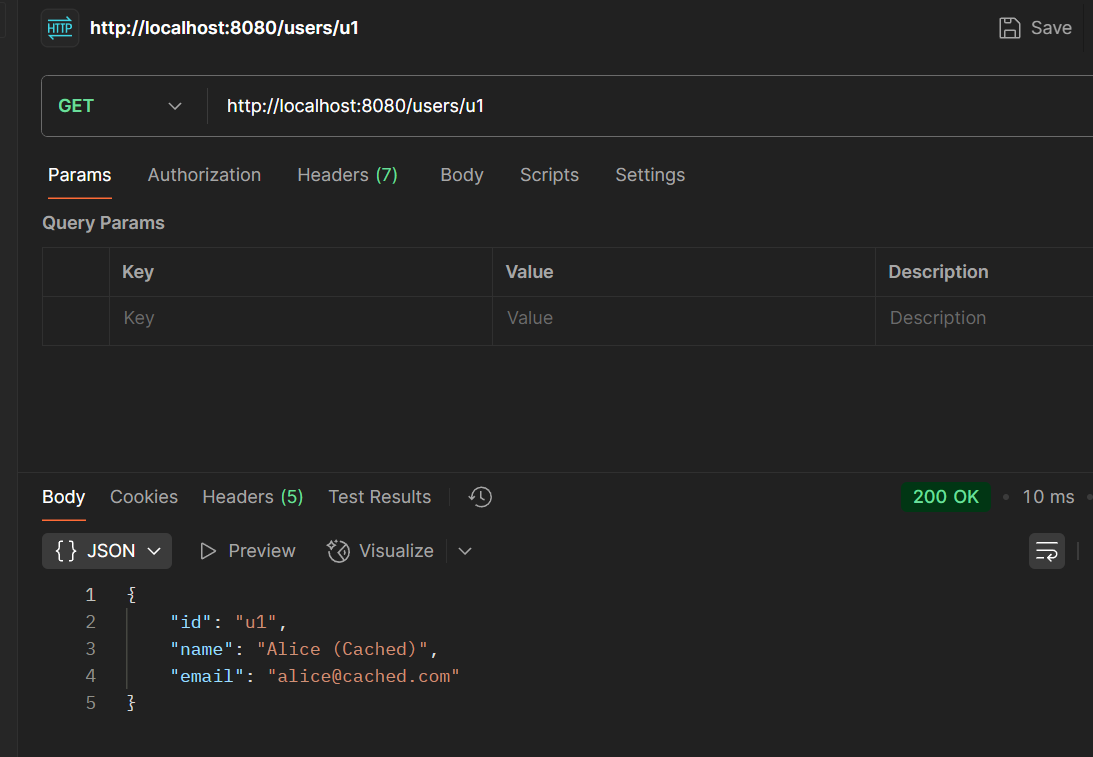 HTTP http://localhost:8080/users/u1 Save
GET http://localhost:8080/users/u1
Params Authorization Headers (7) Body Scripts Settings
Query Params
Key Value Description
Key Value Description
Body Cookies Headers (5) Test Results 200 OK • 10 ms •
{} JSON Preview Visualize
1 {
2 "id": "u1",
3 "name": "Alice (Cached)",
4 "email": "alice@cached.com"
5 }